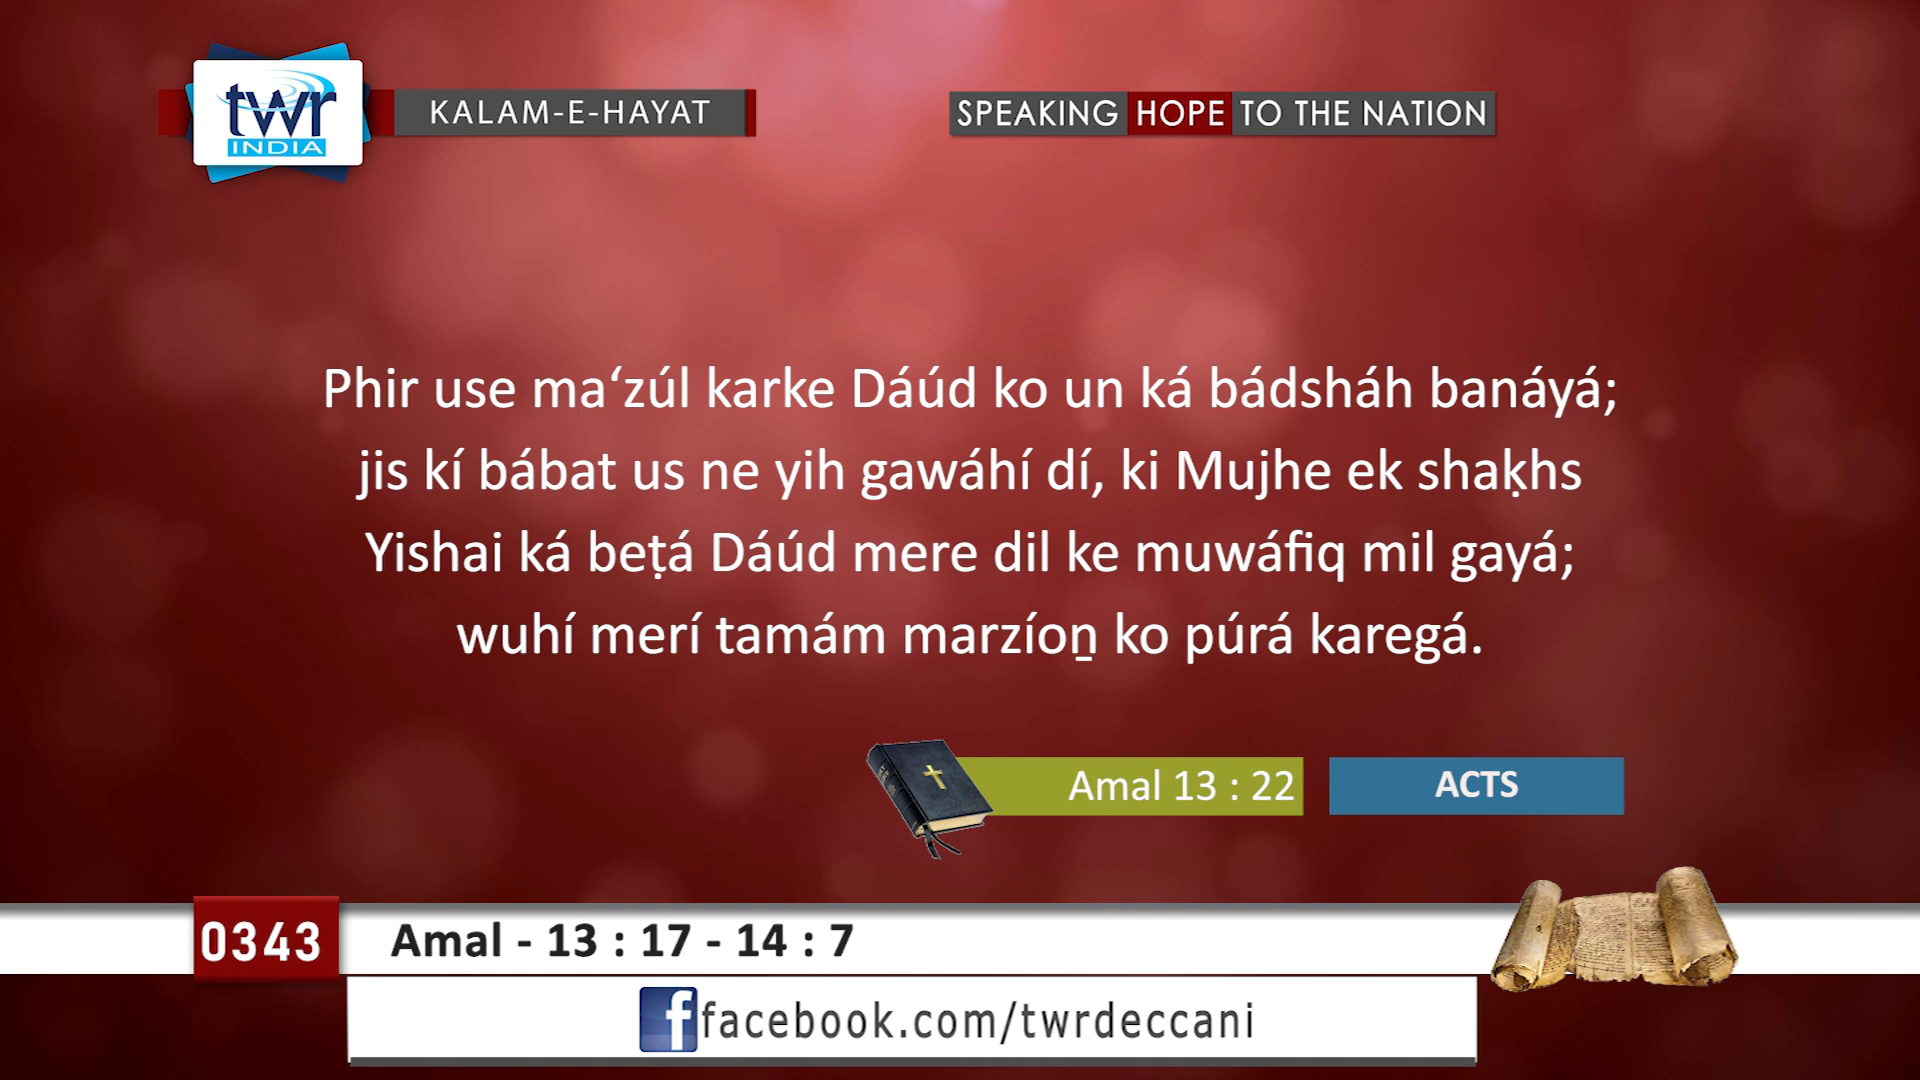 twr
INDIA
KALAM-E-HAYAT
SPEAKING HOPE TO THE NATION
Phir use ma‘zúl karke Dáúd ko un ká bádsháh banáyá;
jis kí bábat us ne yih gawáhí dí, ki Mujhe ek shaḳhs
Yishai ká beṭá Dáúd mere dil ke muwáfiq mil gayá;
wuhí merí tamám marzíoṉ ko púrá karegá.
Amal 13 : 22
ACTS
0343
Amal - 13 : 17 - 14 : 7
facebook.com/twrdeccani